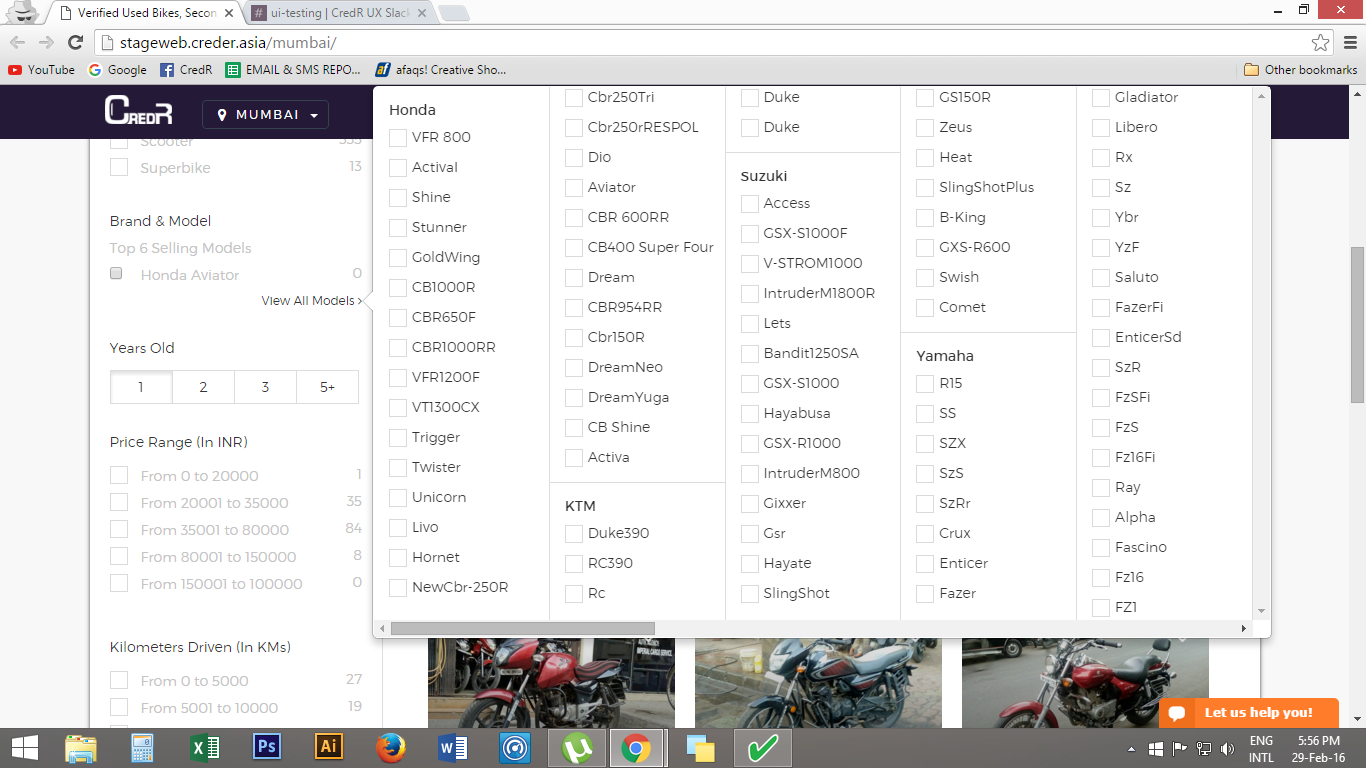 Verified Used Bikes, Secon
ui-testing | CredR UX Slack
stageweb.creder.asia/mumbai/
YouTube
Google
CredR
EMAIL & SMS REPO...
afaqs! Creative Sho...
Other bookmarks
CREDR
MUMBAI
Scooter 555
Superbike 13
Brand & Model
Top 6 Selling Models
Honda Aviator 0
View All Models ›
Years Old
1 2 3 5+
Price Range (In INR)
From 0 to 20000 1
From 20001 to 35000 35
From 35001 to 80000 84
From 80001 to 150000 8
From 150001 to 100000 0
Kilometers Driven (In KMs)
From 0 to 5000 27
From 5001 to 10000 19
Honda
VFR 800
Actival
Shine
Stunner
GoldWing
CB1000R
CBR650F
CBR1000RR
VFR1200F
VT1300CX
Trigger
Twister
Unicorn
Livo
Hornet
NewCbr-250R
Cbr250Tri
Cbr250rRESPOL
Dio
Aviator
CBR 600RR
CB400 Super Four
Dream
CBR954RR
Cbr150R
DreamNeo
DreamYuga
CB Shine
Activa
KTM
Duke390
RC390
Rc
Duke
Duke
Suzuki
Access
GSX-S1000F
V-STROM1000
IntruderM1800R
Lets
Bandit1250SA
GSX-S1000
Hayabusa
GSX-R1000
IntruderM800
Gixxer
Gsr
Hayate
SlingShot
GS150R
Zeus
Heat
SlingShotPlus
B-King
GXS-R600
Swish
Comet
Yamaha
R15
SS
SZX
SzS
SzRr
Crux
Enticer
Fazer
Gladiator
Libero
Rx
Sz
Ybr
YzF
Saluto
FazerFi
EnticerSd
SzR
FzSFi
FzS
Fz16Fi
Ray
Alpha
Fascino
Fz16
FZ1
Let us help you!
Ps
Ai
ENG
INTL
5:56 PM
29-Feb-16